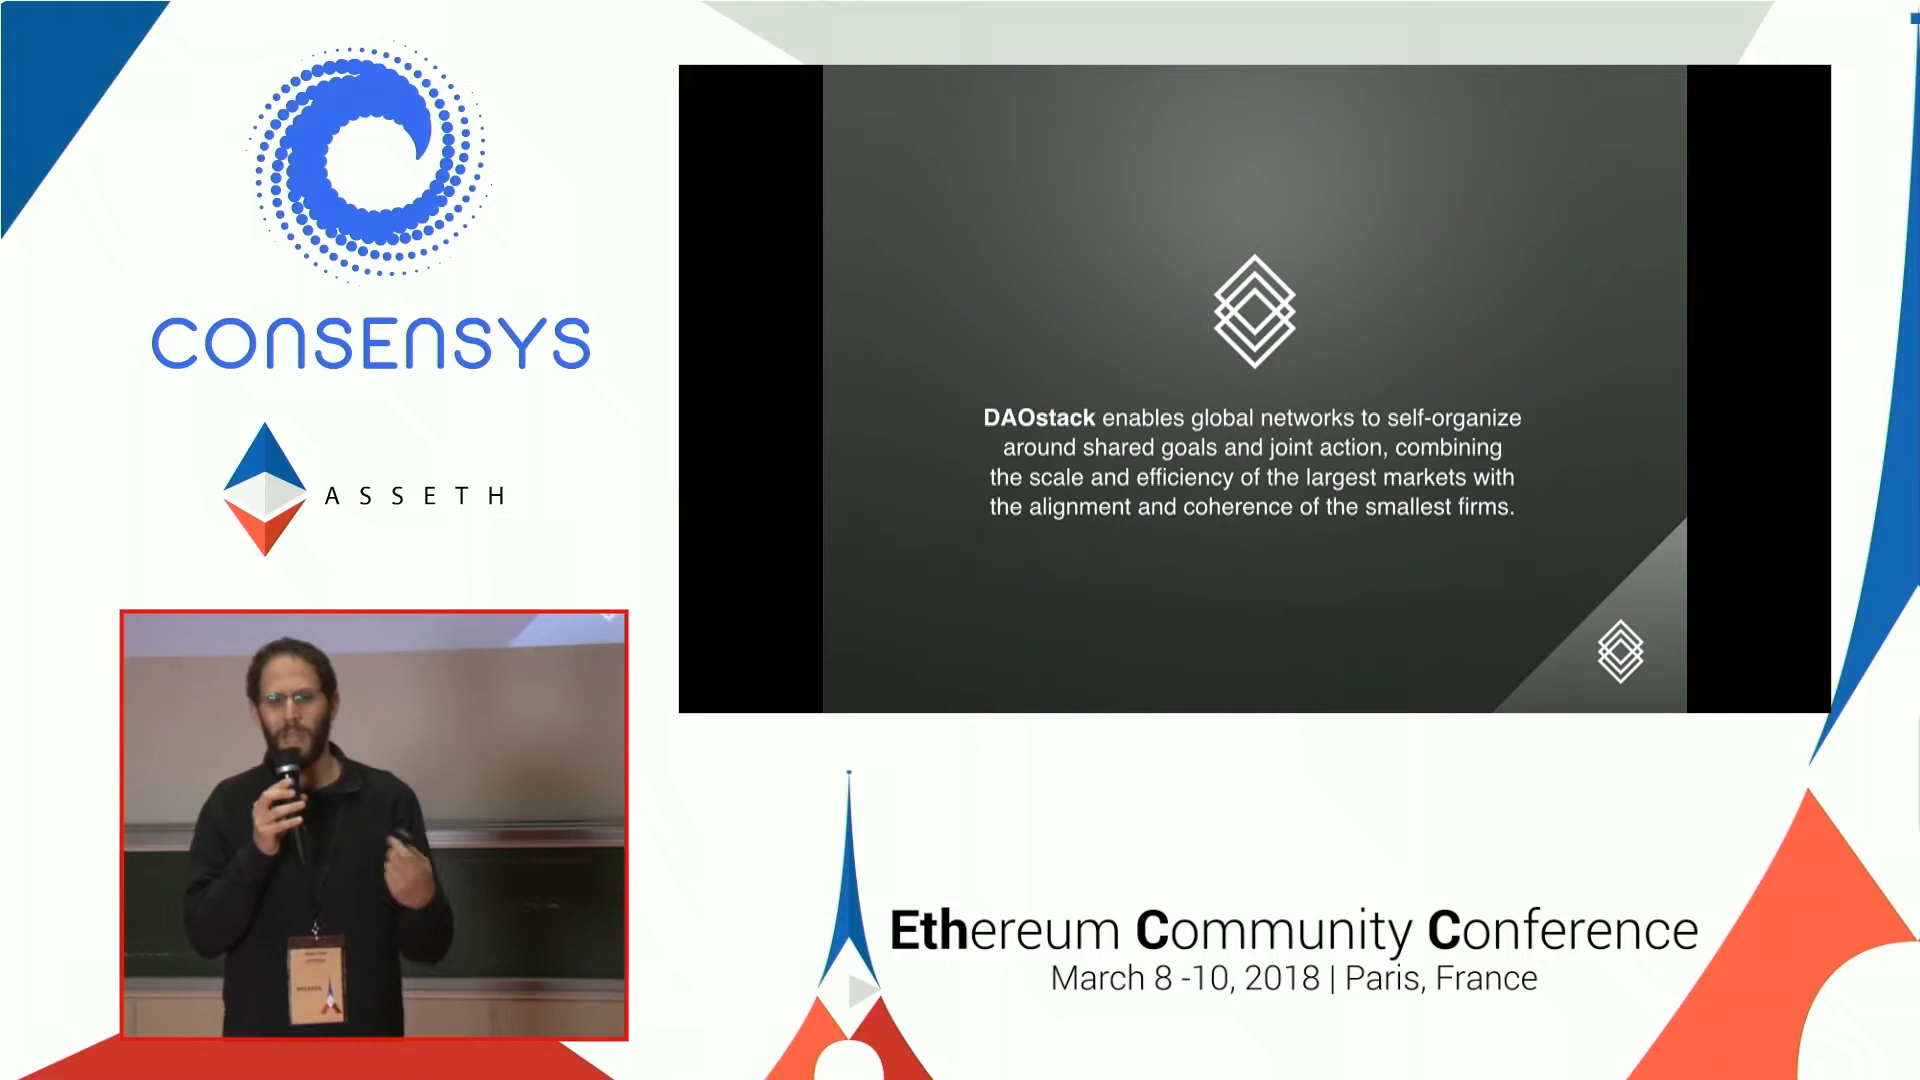 CONSENSYS
ASSETH
DAOstack enables global networks to self-organize
around shared goals and joint action, combining
the scale and efficiency of the largest markets with
the alignment and coherence of the smallest firms.
SPEAKER
Ethereum Community Conference
March 8 -10, 2018 | Paris, France